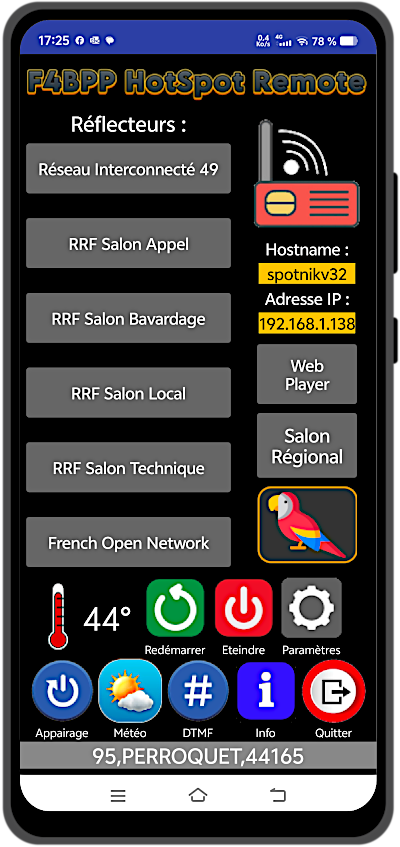 17:25
0,4 Ko/s 4G 78 %
F4BPP HotSpot Remote
Réflecteurs :
Réseau Interconnecté 49
RRF Salon Appel
RRF Salon Bavardage
RRF Salon Local
RRF Salon Technique
French Open Network
Hostname :
spotnikv32
Adresse IP :
192.168.1.138
Web
Player
Salon
Régional
44°
Redémarrer
Eteindre
Paramètres
#
i
Appairage
Météo
DTMF
Info
Quitter
95,PERROQUET,44165